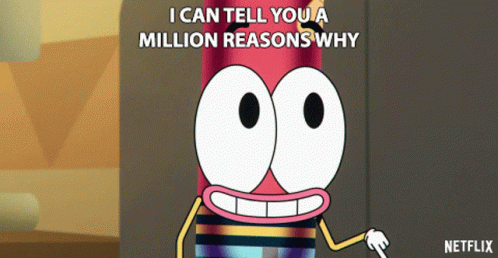 I CAN TELL YOU A
MILLION REASONS WHY
NETFLIX